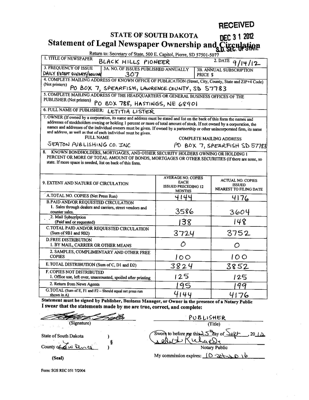 RECEIVED
DEC 31 2012
STATE OF SOUTH DAKOTA
Statement of Legal Newspaper Ownership and Circulation
S.D. SEC. OF STATE
Return to: Secretary of State, 500 E. Capitol, Pierre, SD 57501-5077
1. TITLE OF NEWSPAPER BLACK HILLS PIONEER
2. DATE 9/14/12
3. FREQUENCY OF ISSUE DAILY EXCEPT SUNDAY/
3A. NO. OF ISSUES PUBLISHED ANNUALLY 307
3B. ANNUAL SUBSCRIPTION PRICE $
4. COMPLETE MAILING ADDRESS OF KNOWN OFFICE OF PUBLICATION (Street, City, County, State and ZIP+4 Code)
(Not printers) PO BOX 7, SPEARFISH, LAWRENCE COUNTY, SD 57783
5. COMPLETE MAILING ADDRESS OF THE HEADQUARTERS OF GENERAL BUSINESS OFFICES OF THE
PUBLISHER (Not printer) PO BOX 788, HASTINGS, NE 68901
6. FULL NAME OF PUBLISHER: LETITIA LISTER
7. OWNER (If owned by a corporation, its name and address must be stated and list on the back of this form the names and
addresses of stockholders owning or holding 1 percent or more of total amount of stock. If not owned by a corporation, the
names and addresses of the individual owners must be given. If owned by a partnership or other unincorporated firm, its name
and address, as well as that of each individual must be given.
FULL NAME COMPLETE MAILING ADDRESS
SEATON PUBLISHING CO. INC PO BOX 7, SPEARFISH SD 57783
8. KNOWN BONDHOLDERS, MORTGAGES, AND OTHER SECURITY HOLDERS OWNING OR HOLDING 1
PERCENT OR MORE OF TOTAL AMOUNT OF BONDS, MORTGAGES OR OTHER SECURITIES (If there are none, so
state. If more space is needed, list on back of this form.
9. EXTENT AND NATURE OF CIRCULATION
AVERAGE NO. COPIES EACH ISSUED PRECEDING 12 MONTHS
ACTUAL NO. COPIES ISSUED NEAREST TO FILING DATE
A. TOTAL NO. COPIES (Net Press Run) 4144 4176
B. PAID AND/OR REQUESTED CIRCULATION
1. Sales through dealers and carriers, street vendors and
counter sales. 3586 3604
2. Mail Subscription
(Paid and or requested) 138 148
C. TOTAL PAID AND/OR REQUESTED CIRCULATION
(Sum of 9B1 and 9B2) 3724 3752
D. FREE DISTRIBUTION
1. BY MAIL, CARRIER OR OTHER MEANS 0 0
2. SAMPLES, COMPLIMENTARY AND OTHER FREE
COPIES 100 100
E. TOTAL DISTRIBUTION (Sum of C, D1 and D2) 3824 3852
F. COPIES NOT DISTRIBUTED
1. Office use, left over, unaccounted, spoiled after printing 125 125
2. Return from News Agents 195 199
G. TOTAL (Sum of E, F1 and F2 - Should equal net press run
shown in A) 4144 4176
Statement must be signed by Publisher, Business Manager, or Owner in the presence of a Notary Public
I swear that the statements made by me are true, correct, and complete:
PUBLISHER
(Signature) (Title)
State of South Dakota )
) §
County of )
Sworn to before me this 25 day of Sept, 20 12
Notary Public
(Seal) My commission expires:
Form: SOS REC 051 7/2004